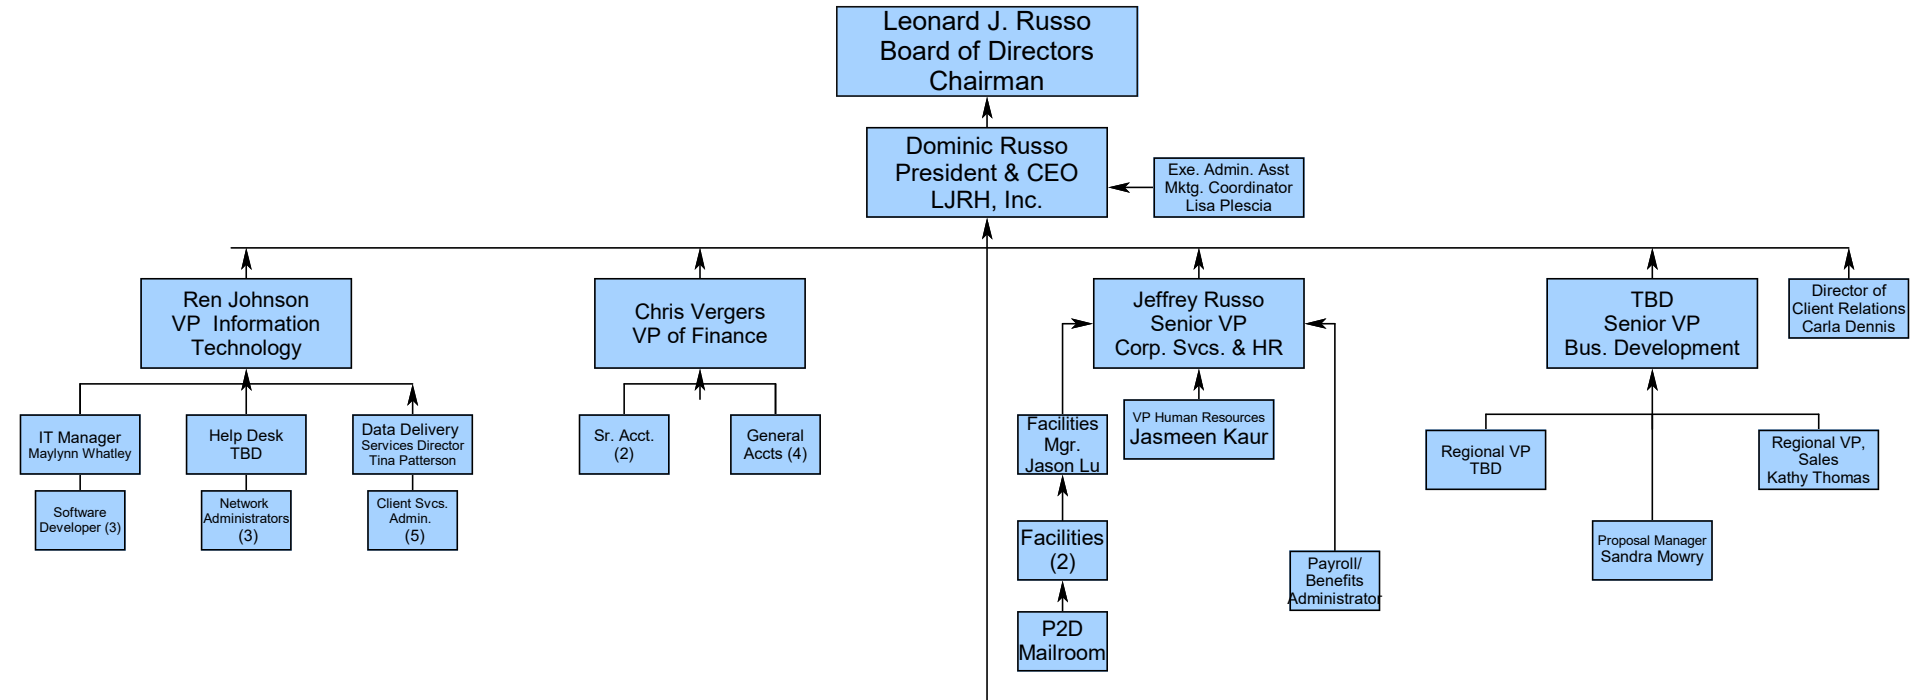 Leonard J. Russo
Board of Directors
Chairman
Dominic Russo
President & CEO
LJRH, Inc.
Exe. Admin. Asst
Mktg. Coordinator
Lisa Plescia
Ren Johnson
VP  Information
Technology
Chris Vergers
VP of Finance
Jeffrey Russo
Senior VP
Corp. Svcs. & HR
TBD
Senior VP
Bus. Development
Director of
Client Relations
Carla Dennis
IT Manager
Maylynn Whatley
Help Desk
TBD
Data Delivery
Services Director
Tina Patterson
Sr. Acct.
(2)
General
Accts (4)
Facilities
Mgr.
Jason Lu
VP Human Resources
Jasmeen Kaur
Regional VP
TBD
Regional VP,
Sales
Kathy Thomas
Software
Developer (3)
Network
Administrators
(3)
Client Svcs.
Admin.
(5)
Facilities
(2)
Payroll/
Benefits
Administrator
Proposal Manager
Sandra Mowry
P2D
Mailroom